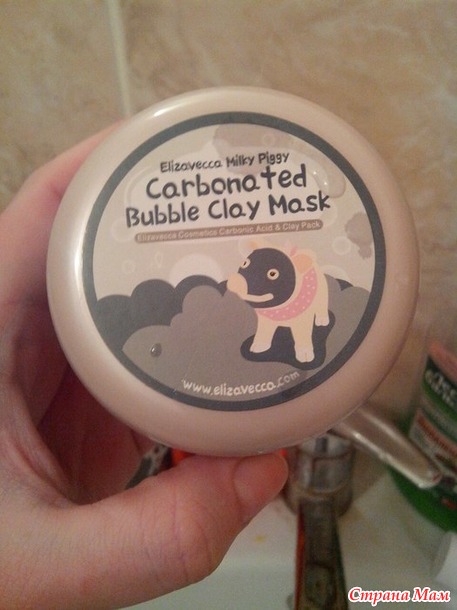 Elizavecca Milky Piggy
Carbonated
Bubble Clay Mask
Elizavecca Cosmetics Carbonic Acid & Clay Pack
www.elizavecca.com
Страна Мам